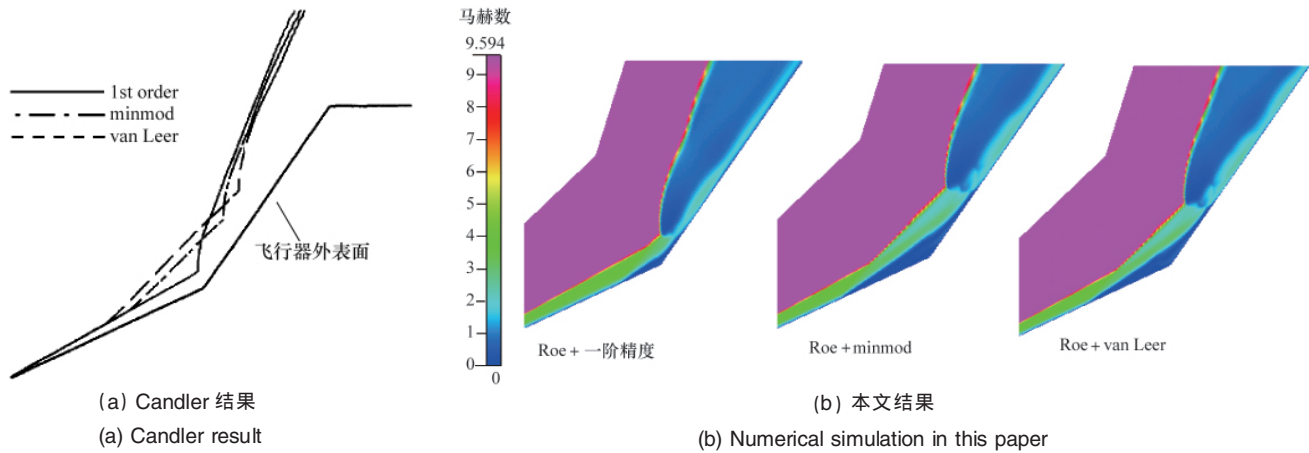 1st order
minmod
van Leer
飞行器外表面
(a) Candler 结果
(a) Candler result
马赫数
9.594
9
8
7
6
5
4
3
2
1
0
0
Roe + 一阶精度
Roe + minmod
Roe + van Leer
(b) 本文结果
(b) Numerical simulation in this paper